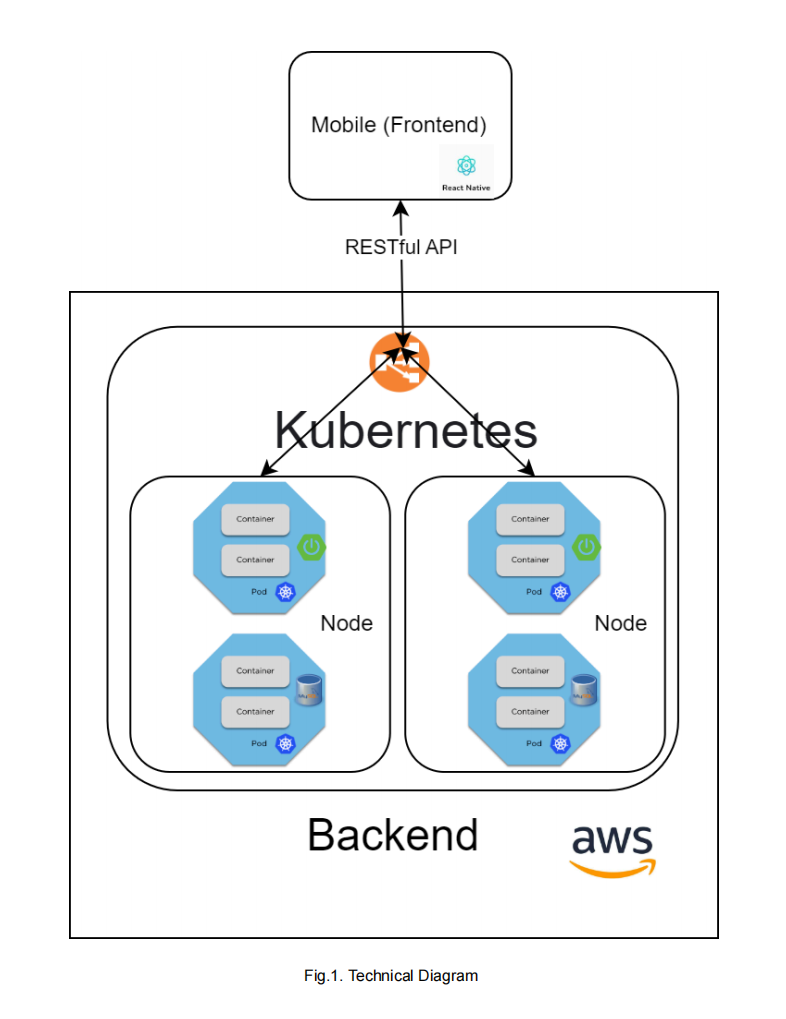 Mobile (Frontend)
React Native
RESTful API
Kubernetes
Container
Container
Pod
Container
Container
Pod
Node
Node
Container
Container
Pod
Container
Container
Pod
Backend
aws
Fig.1. Technical Diagram